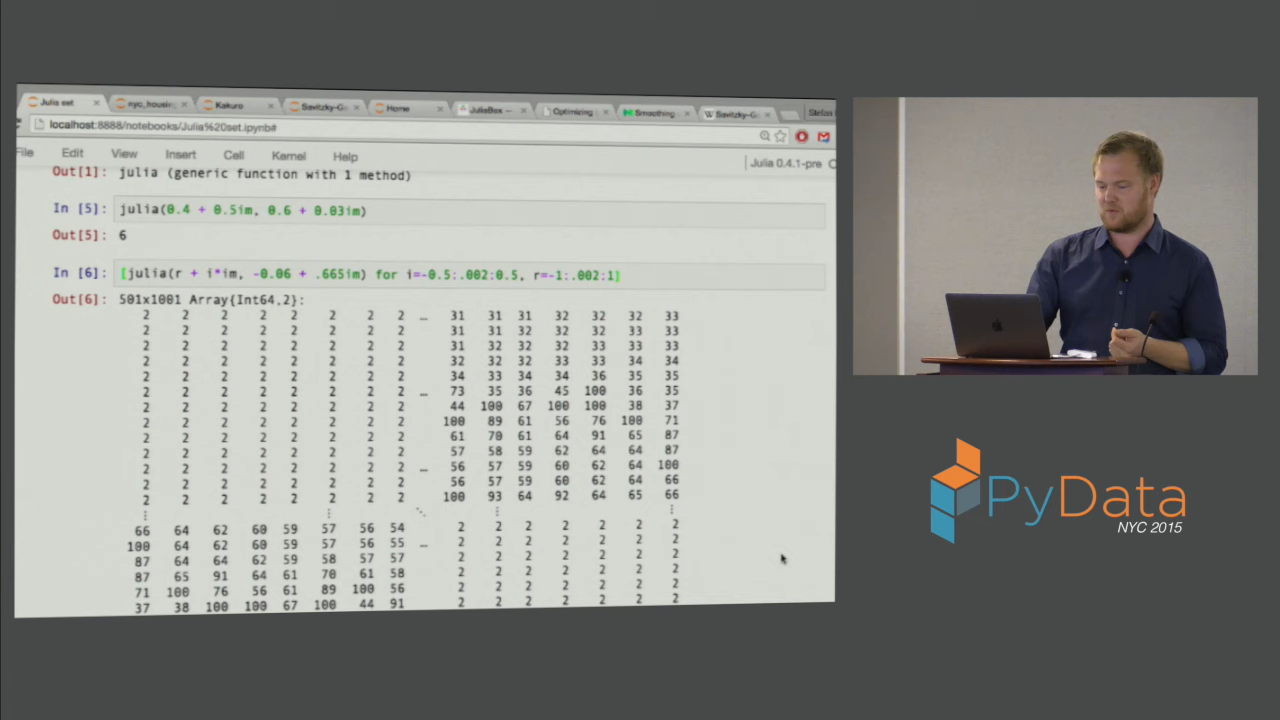 Julia set
nyc_housing
Kakuro
Savitzky-Go
Home
JuliaBox —
Optimizing
Smoothing
Savitzky-Go
Stefan
localhost:8888/notebooks/Julia%20set.ipynb#
File Edit View Insert Cell Kernel Help
Julia 0.4.1-pre
Out[1]: julia (generic function with 1 method)
In [5]: julia(0.4 + 0.5im, 0.6 + 0.03im)
Out[5]: 6
In [6]: [julia(r + i*im, -0.06 + .665im) for i=-0.5:.002:0.5, r=-1:.002:1]
Out[6]: 501x1001 Array{Int64,2}:
2 2 2 2 2 2 2 2 … 31 31 31 32 32 32 33
2 2 2 2 2 2 2 2 31 31 32 32 32 33 33
2 2 2 2 2 2 2 2 31 32 32 32 33 33 33
2 2 2 2 2 2 2 2 32 32 32 33 33 34 34
2 2 2 2 2 2 2 2 34 33 34 34 36 35 35
2 2 2 2 2 2 2 2 … 73 35 36 45 100 36 35
2 2 2 2 2 2 2 2 44 100 67 100 100 38 37
2 2 2 2 2 2 2 2 100 89 61 56 76 100 71
2 2 2 2 2 2 2 2 61 70 61 64 91 65 87
2 2 2 2 2 2 2 2 57 58 59 62 64 64 87
2 2 2 2 2 2 2 2 … 56 57 59 60 62 64 100
2 2 2 2 2 2 2 2 56 57 59 60 62 64 66
2 2 2 2 2 2 2 2 100 93 64 92 64 65 66
⋮ ⋮ ⋱ ⋮ ⋮
66 64 62 60 59 57 56 54 2 2 2 2 2 2 2
100 64 62 60 59 57 56 55 … 2 2 2 2 2 2 2
87 64 64 62 59 58 57 57 2 2 2 2 2 2 2
87 65 91 64 61 70 61 58 2 2 2 2 2 2 2
71 100 76 56 61 89 100 56 2 2 2 2 2 2 2
37 38 100 100 67 100 44 91 2 2 2 2 2 2 2
PyData
NYC 2015